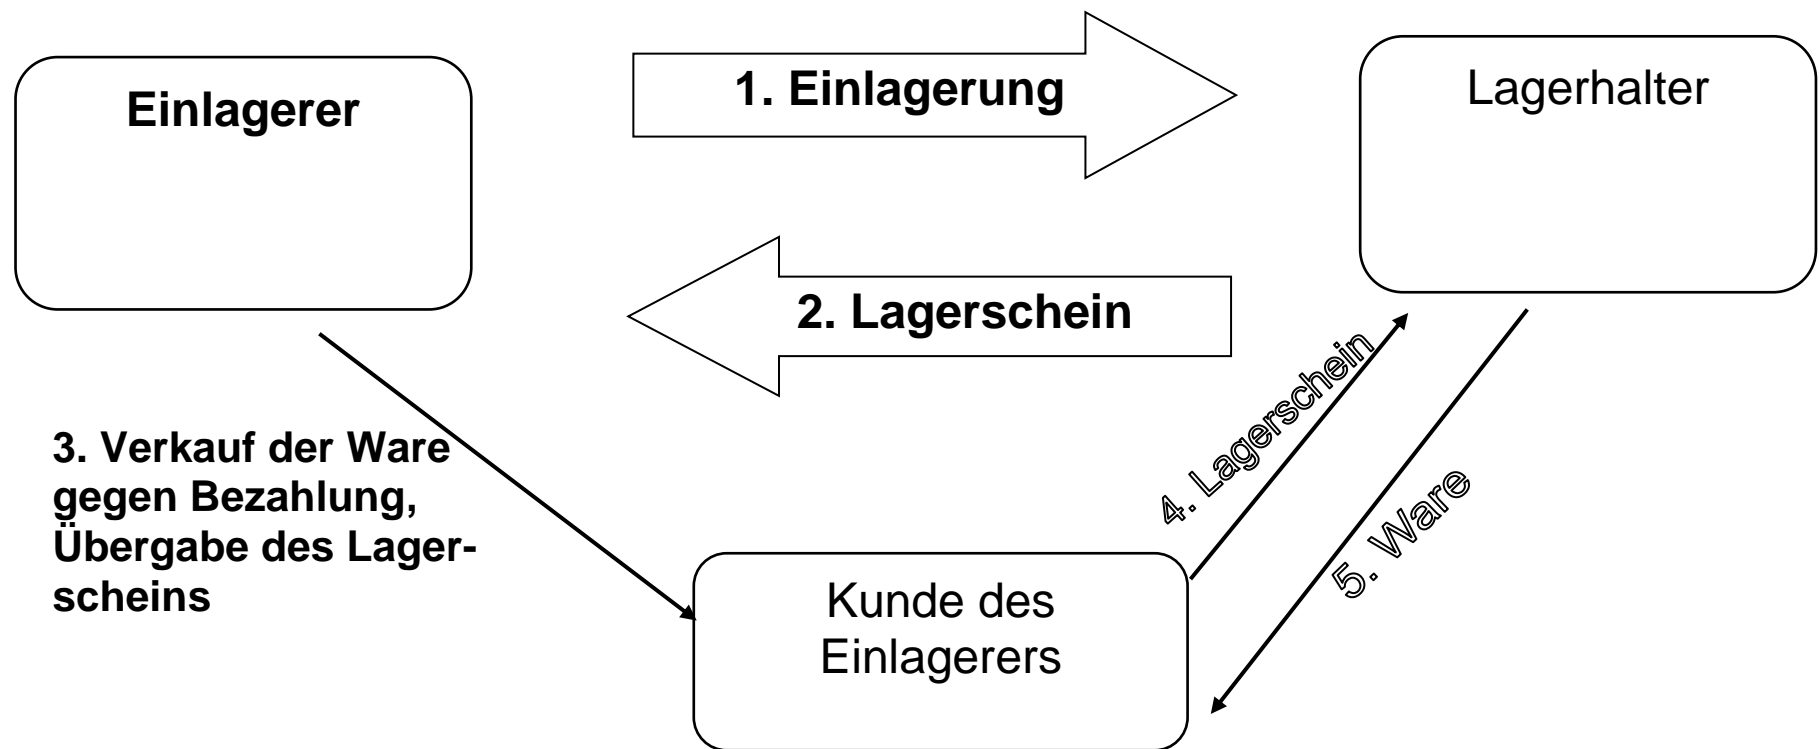 Einlagerer
1. Einlagerung
Lagerhalter
2. Lagerschein
3. Verkauf der Ware
gegen Bezahlung,
Übergabe des Lager-
scheins
4. Lagerschein
5. Ware
Kunde des
Einlagerers